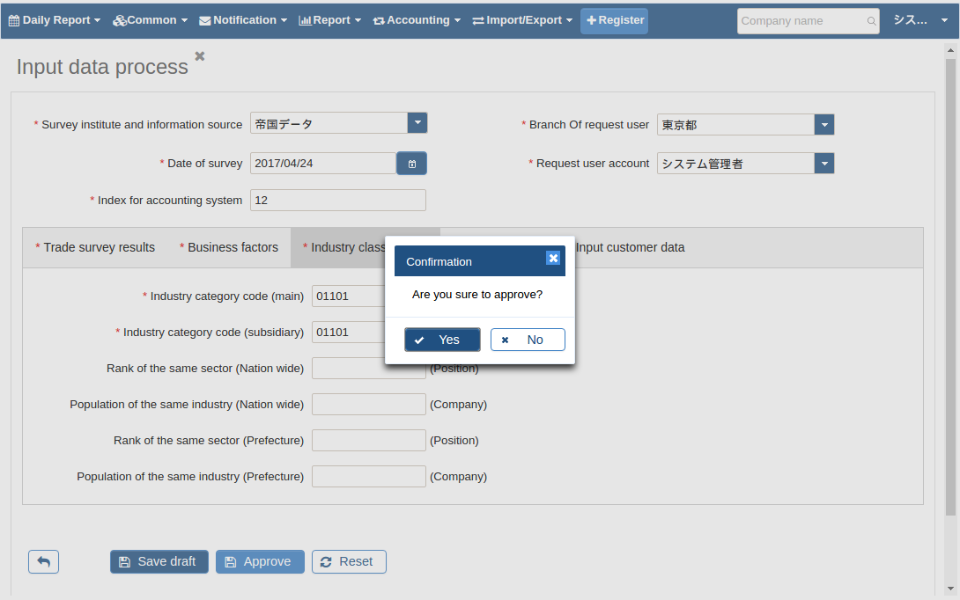 Daily Report Common Notification Report Accounting Import/Export Register Company name シス...
Input data process
* Survey institute and information source 帝国データ * Branch Of request user 東京都
* Date of survey 2017/04/24 * Request user account システム管理者
* Index for accounting system 12
* Trade survey results * Business factors * Industry class Input customer data
Confirmation
Are you sure to approve?
Yes No
* Industry category code (main) 01101
* Industry category code (subsidiary) 01101
Rank of the same sector (Nation wide) (Position)
Population of the same industry (Nation wide) (Company)
Rank of the same sector (Prefecture) (Position)
Population of the same industry (Prefecture) (Company)
Save draft Approve Reset